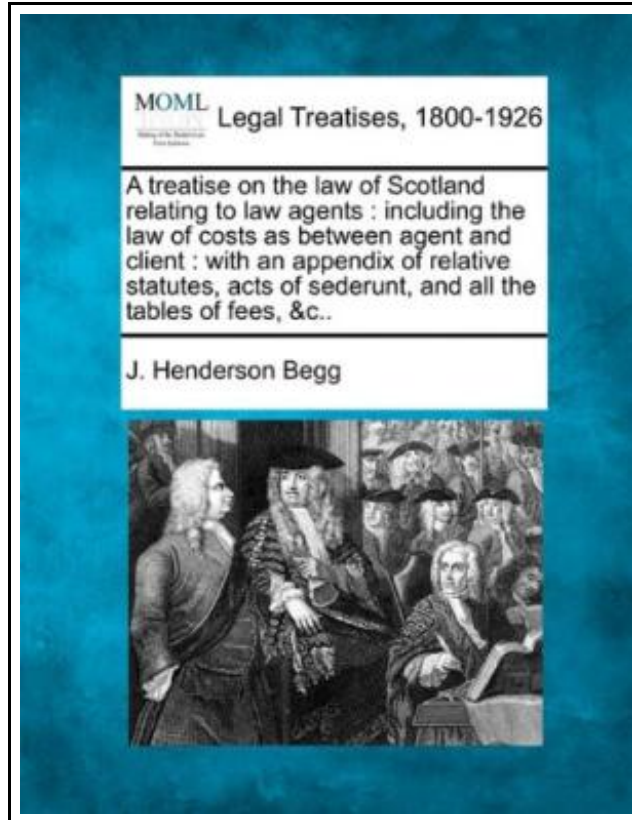 MOML
Legal Treatises, 1800-1926
A treatise on the law of Scotland
relating to law agents : including the
law of costs as between agent and
client : with an appendix of relative
statutes, acts of sederunt, and all the
tables of fees, &c..
J. Henderson Begg